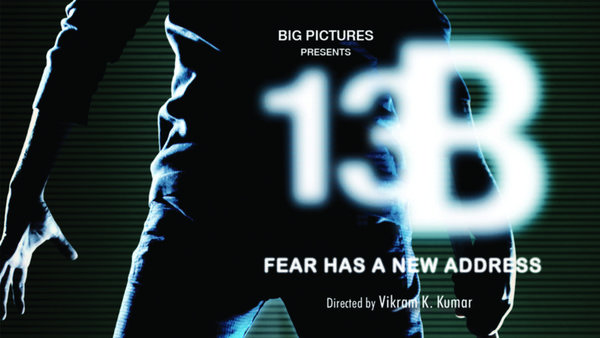 BIG PICTURES
PRESENTS
13B
FEAR HAS A NEW ADDRESS
Directed by Vikram K. Kumar